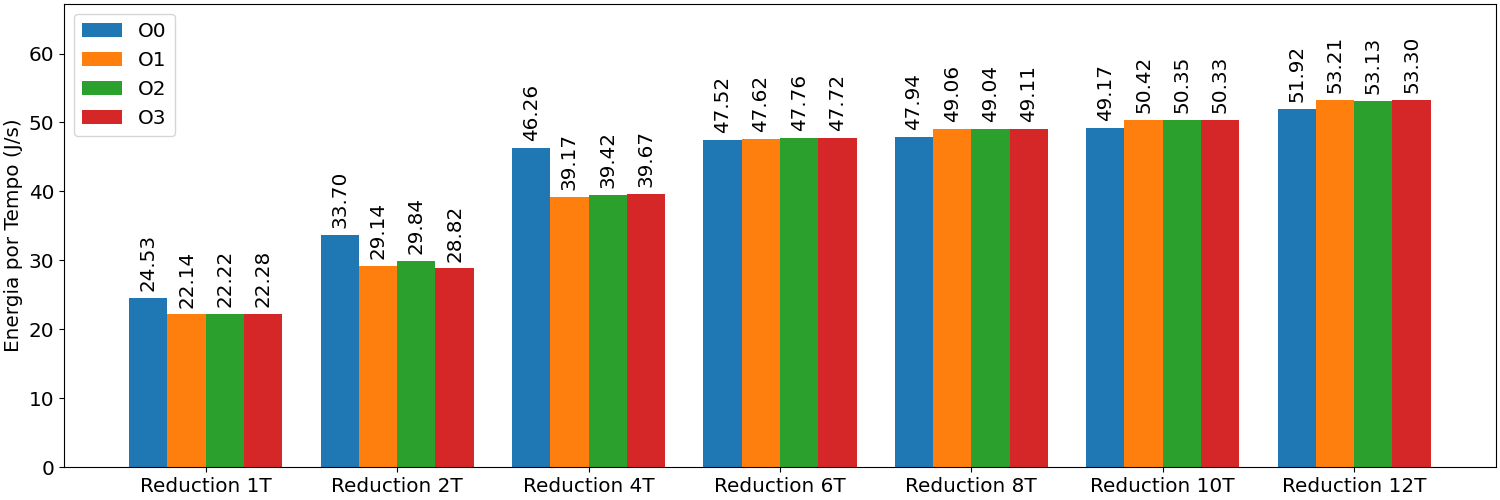 Energia por Tempo (J/s)
60
50
40
30
20
10
0
O0
O1
O2
O3
24.53
22.14
22.22
22.28
33.70
29.14
29.84
28.82
46.26
39.17
39.42
39.67
47.52
47.62
47.76
47.72
47.94
49.06
49.04
49.11
49.17
50.42
50.35
50.33
51.92
53.21
53.13
53.30
Reduction 1T
Reduction 2T
Reduction 4T
Reduction 6T
Reduction 8T
Reduction 10T
Reduction 12T